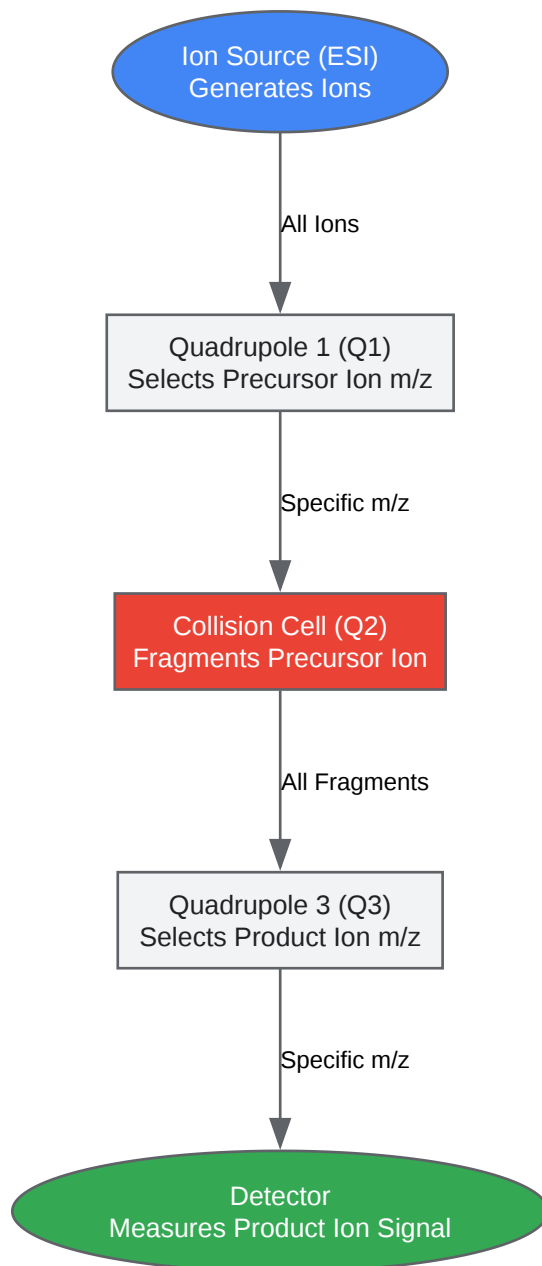 Ion Source (ESI)
Generates Ions
All Ions
Quadrupole 1 (Q1)
Selects Precursor Ion m/z
Specific m/z
Collision Cell (Q2)
Fragments Precursor Ion
All Fragments
Quadrupole 3 (Q3)
Selects Product Ion m/z
Specific m/z
Detector
Measures Product Ion Signal